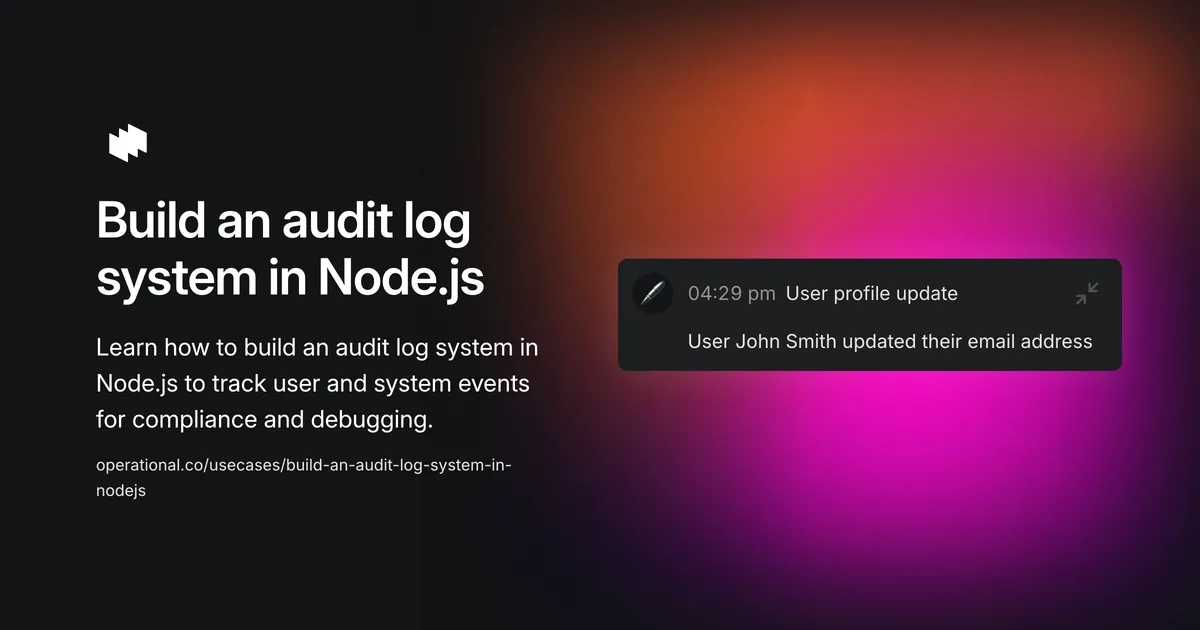 Build an audit log
system in Node.js
Learn how to build an audit log system in
Node.js to track user and system events
for compliance and debugging.
operational.co/usecases/build-an-audit-log-system-in-
nodejs
04:29 pm User profile update
User John Smith updated their email address